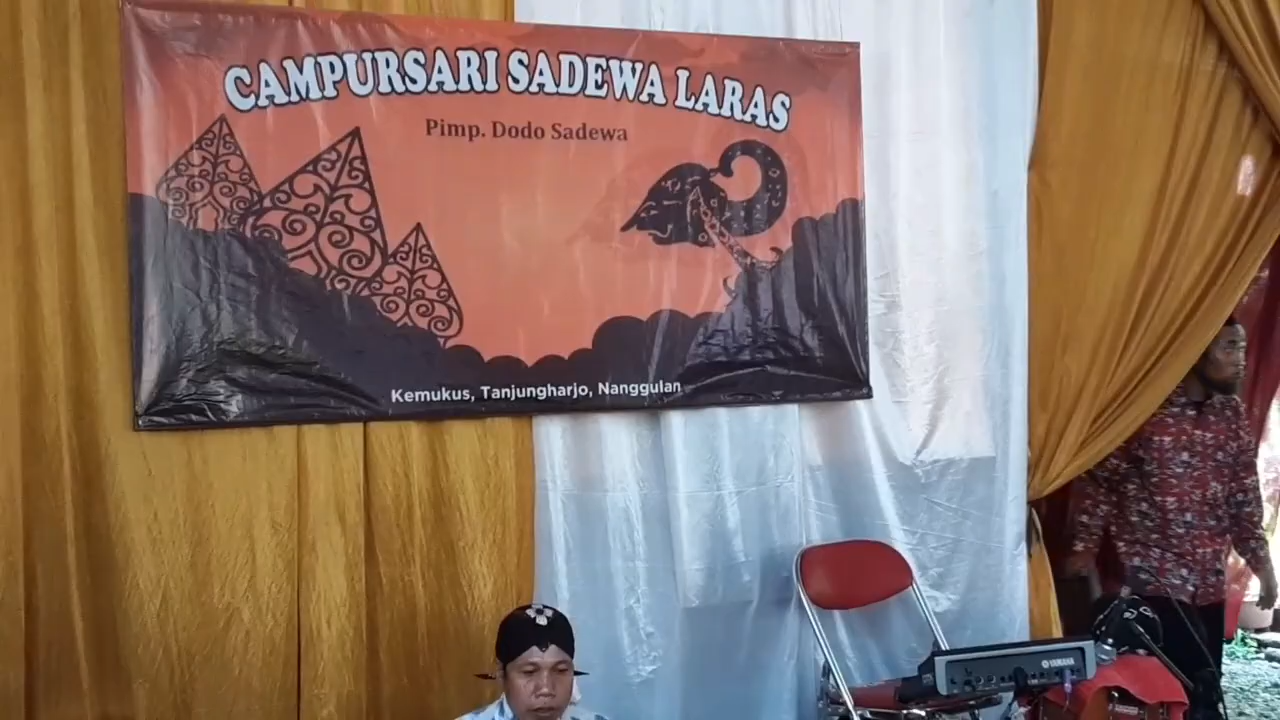 CAMPURSARI SADEWA LARAS
Pimp. Dodo Sadewa
Kemukus, Tanjungharjo, Nanggulan
YAMAHA